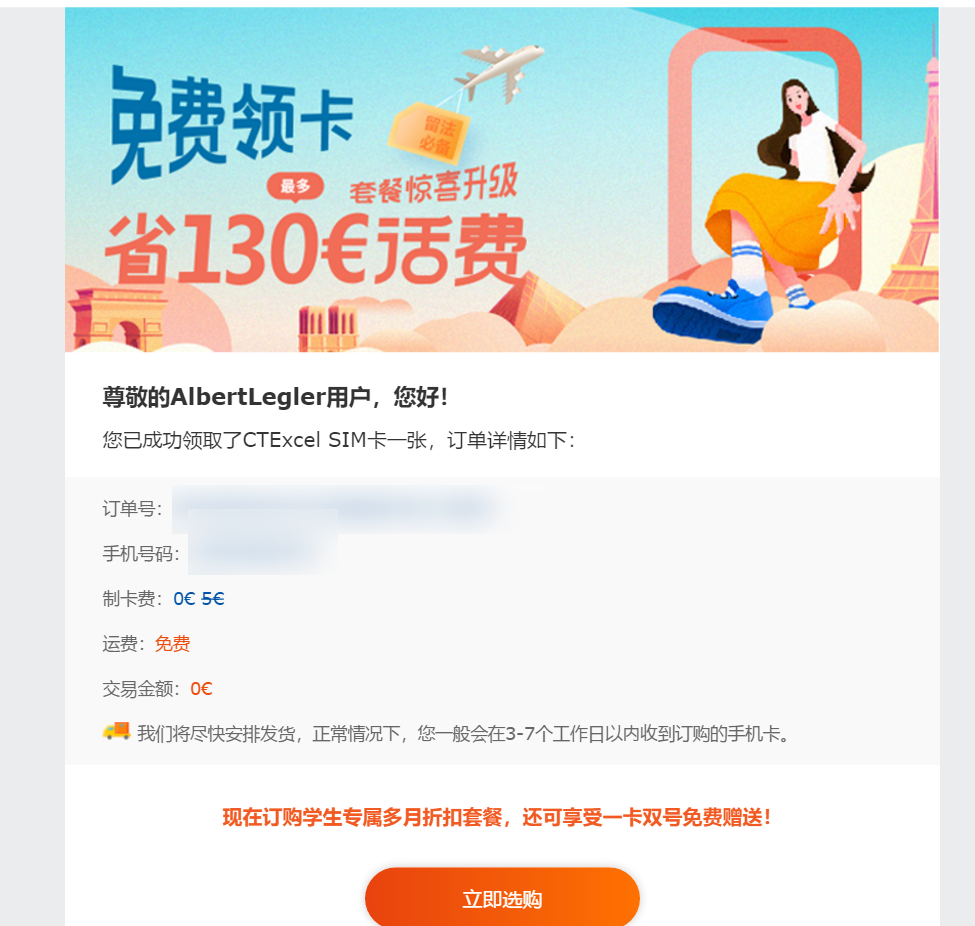 免费领卡
留法
必备
最多
套餐惊喜升级
省130€话费
尊敬的AlbertLegler用户，您好！
您已成功领取了CTExcel SIM卡一张，订单详情如下：
订单号：
手机号码：
制卡费：0€ 5€
运费：免费
交易金额：0€
我们将尽快安排发货，正常情况下，您一般会在3-7个工作日以内收到订购的手机卡。
现在订购学生专属多月折扣套餐，还可享受一卡双号免费赠送！
立即选购